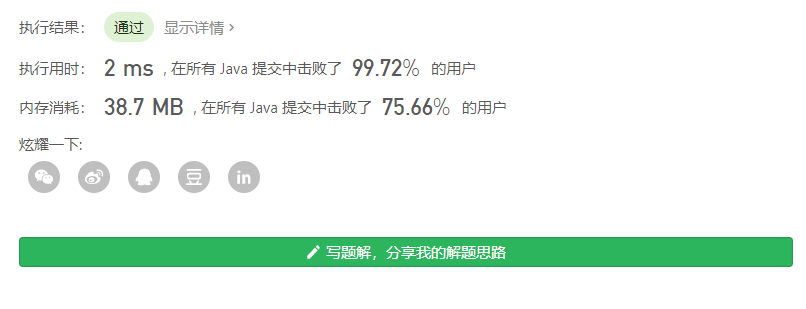 执行结果： 通过 显示详情 ›
执行用时： 2 ms , 在所有 Java 提交中击败了 99.72% 的用户
内存消耗： 38.7 MB , 在所有 Java 提交中击败了 75.66% 的用户
炫耀一下:
豆 in
写题解，分享我的解题思路